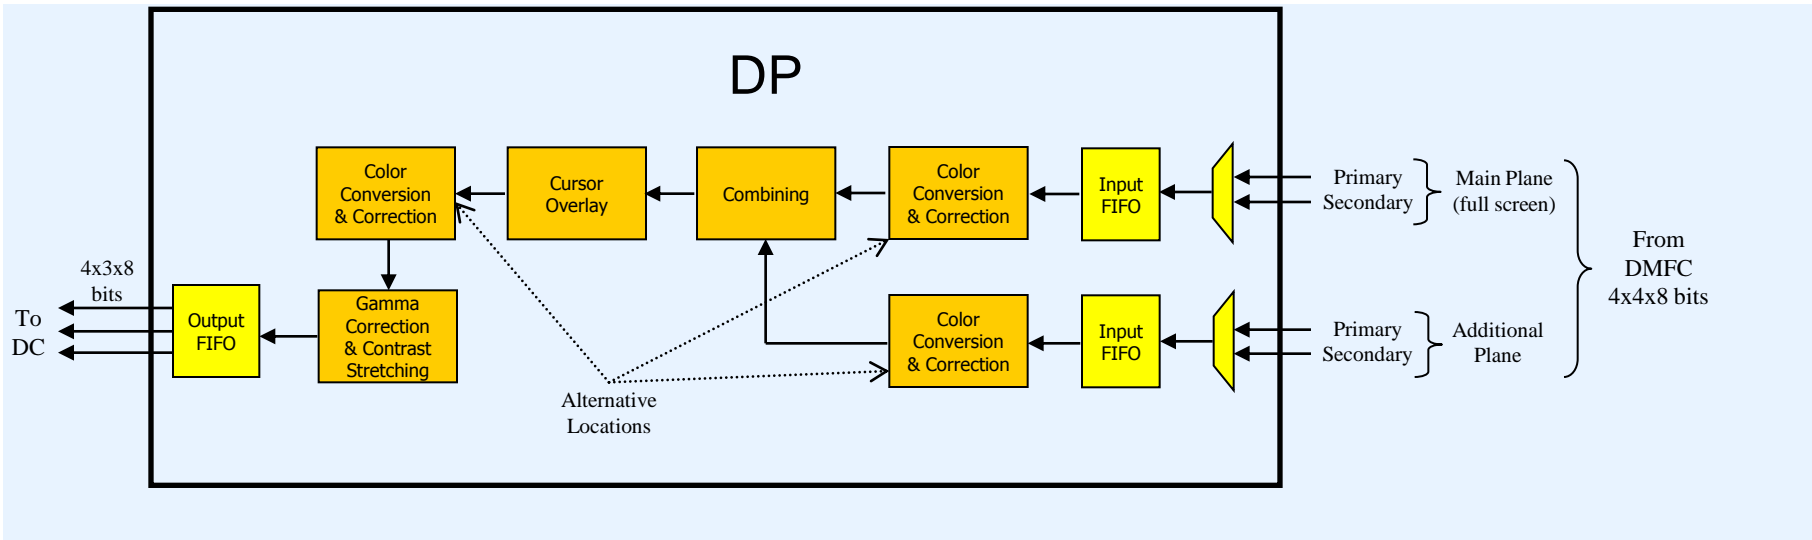 DP
Color
Conversion
& Correction
Cursor
Overlay
Combining
Color
Conversion
& Correction
Input
FIFO
Primary
Secondary
Main Plane
(full screen)
From
DMFC
4x4x8 bits
4x3x8
bits
To
DC
Output
FIFO
Gamma
Correction
& Contrast
Stretching
Color
Conversion
& Correction
Input
FIFO
Primary
Secondary
Additional
Plane
Alternative
Locations